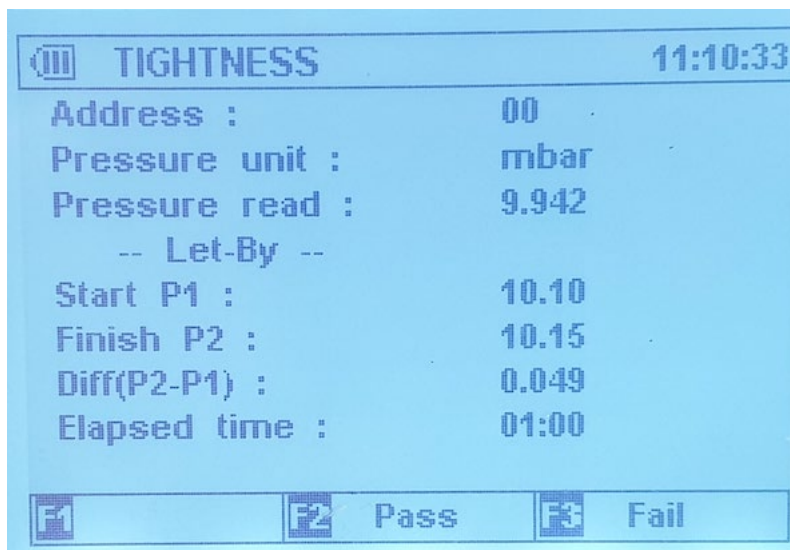 TIGHTNESS 11:10:33
Address : 00
Pressure unit : mbar
Pressure read : 9.942
-- Let-By --
Start P1 : 10.10
Finish P2 : 10.15
Diff(P2-P1) : 0.049
Elapsed time : 01:00
F1 F2 Pass F3 Fail